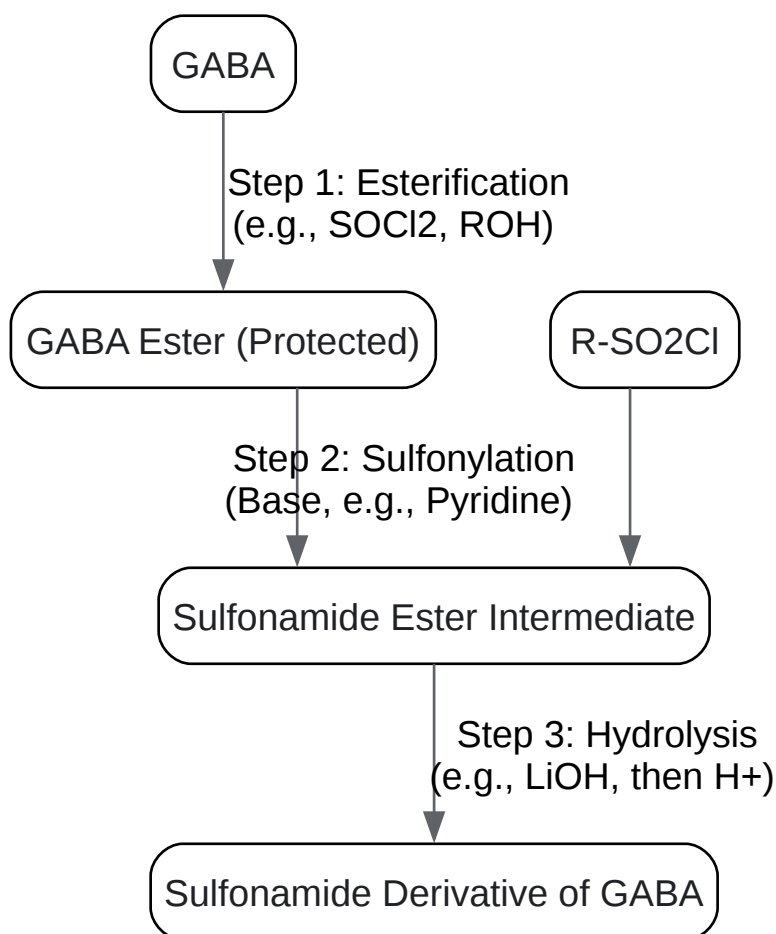 GABA
Step 1: Esterification
(e.g., SOCl2, ROH)
GABA Ester (Protected)
R-SO2Cl
Step 2: Sulfonylation
(Base, e.g., Pyridine)
Sulfonamide Ester Intermediate
Step 3: Hydrolysis
(e.g., LiOH, then H+)
Sulfonamide Derivative of GABA